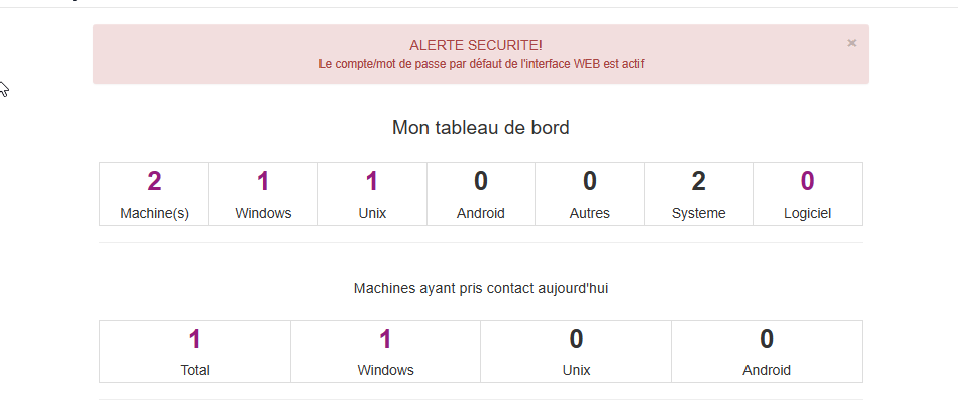 ALERTE SECURITE!
×
Le compte/mot de passe par défaut de l'interface WEB est actif
Mon tableau de bord
2 1 1 0 0 2 0
Machine(s) Windows Unix Android Autres Systeme Logiciel
Machines ayant pris contact aujourd'hui
1 1 0 0
Total Windows Unix Android